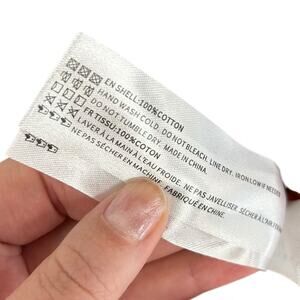 EN SHELL:100%COTTON
HAND WASH COLD. DO NOT BLEACH. LINE DRY. IRON LOW IF NEEDED
DO NOT TUMBLE DRY. MADE IN CHINA.
FR TISSU:100%COTON
LAVER À LA MAIN À L'EAU FROIDE. NE PAS JAVELLISER. SÉCHER À L'AIR
NE PAS SÉCHER EN MACHINE. FABRIQUÉ EN CHINE.